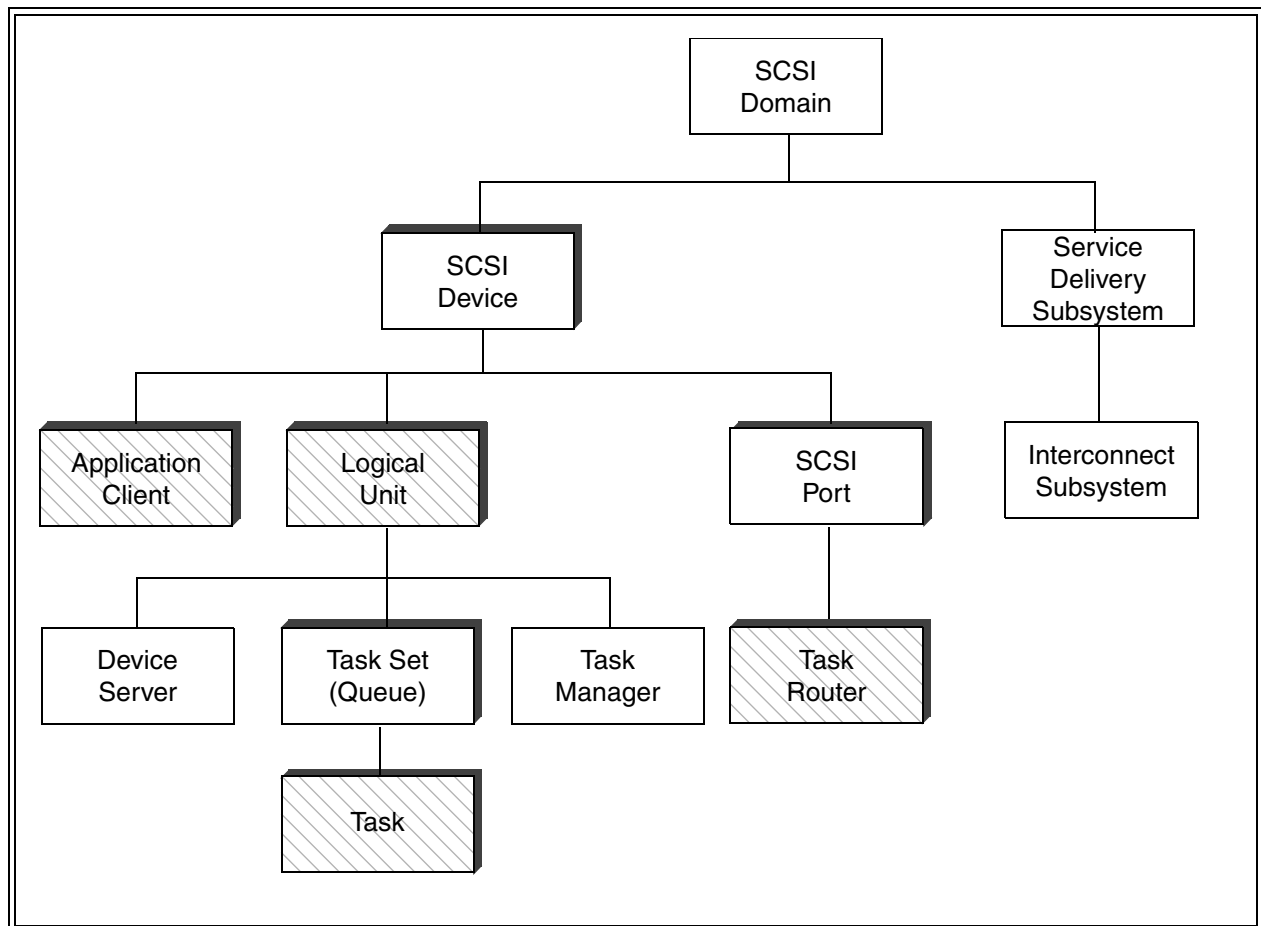 SCSI
Domain
SCSI
Device
Service
Delivery
Subsystem
Application
Client
Logical
Unit
SCSI
Port
Interconnect
Subsystem
Device
Server
Task Set
(Queue)
Task
Manager
Task
Router
Task